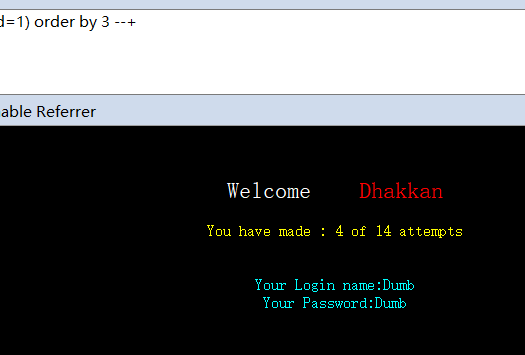 d=1) order by 3 --+
able Referrer
Welcome Dhakkan
You have made : 4 of 14 attempts
Your Login name:Dumb
Your Password:Dumb